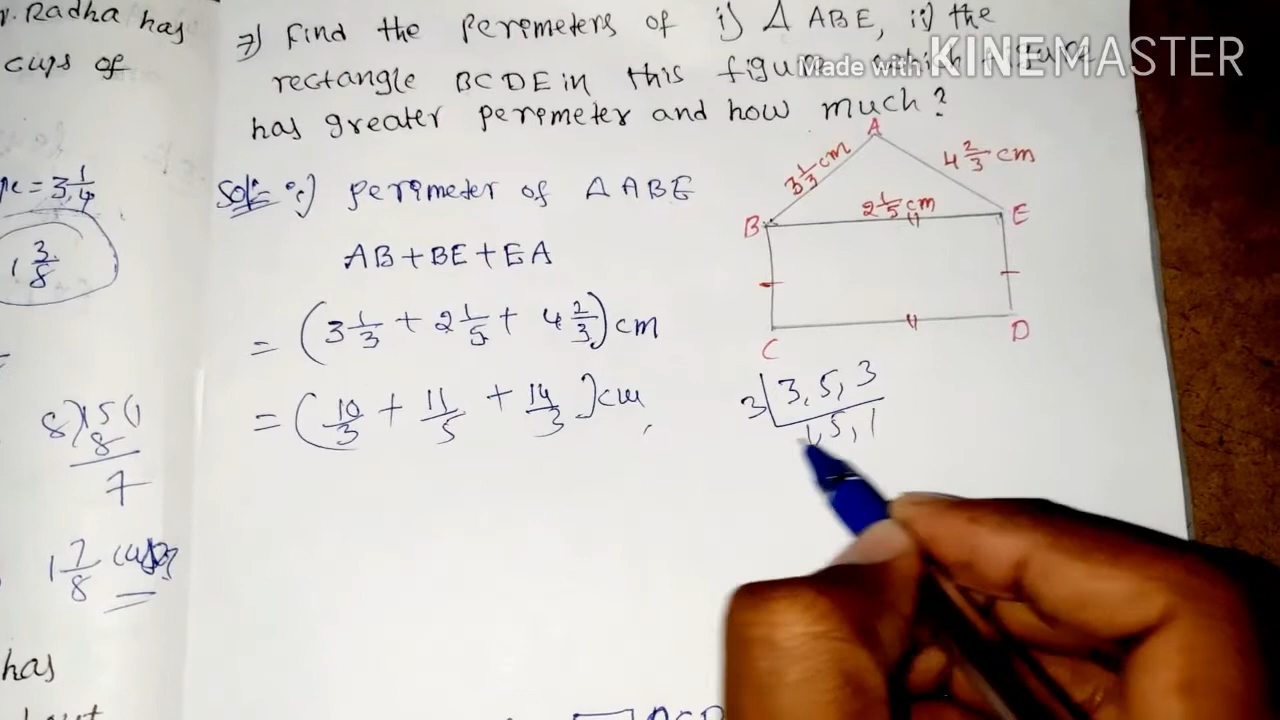 r. Radha has
cups of
= 3 1/4
1 3/8
8)15(1
8
7
1 7/8 cups
has
7) Find the perimeters of i) Δ ABE, ii) the
rectangle BCDE in this figure which figure
has greater perimeter and how much?
Made with KINEMASTER
Sol:- i) perimeter of Δ ABE
AB + BE + EA
= (3 1/3 + 2 1/5 + 4 2/3) cm
= (10/3 + 11/5 + 14/3) cm
A
3 1/3 cm
4 2/3 cm
2 1/5 cm
B
E
C
D
3 | 3, 5, 3
1, 5, 1